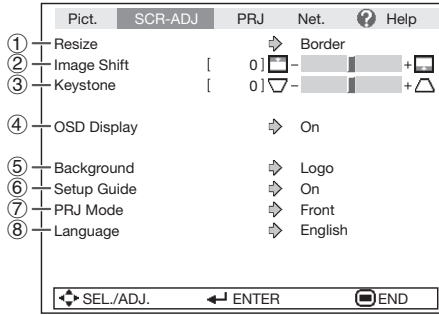 Pict. SCR-ADJ PRJ Net. ? Help
① Resize Border
② Image Shift [ 0 ] − +
③ Keystone [ 0 ] − +
④ OSD Display On
⑤ Background Logo
⑥ Setup Guide On
⑦ PRJ Mode Front
⑧ Language English
SEL./ADJ. ENTER END